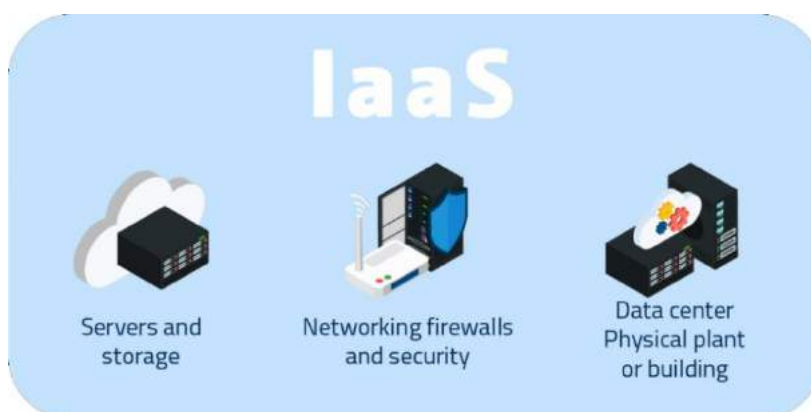 IaaS
Servers and
storage
Networking firewalls
and security
Data center
Physical plant
or building